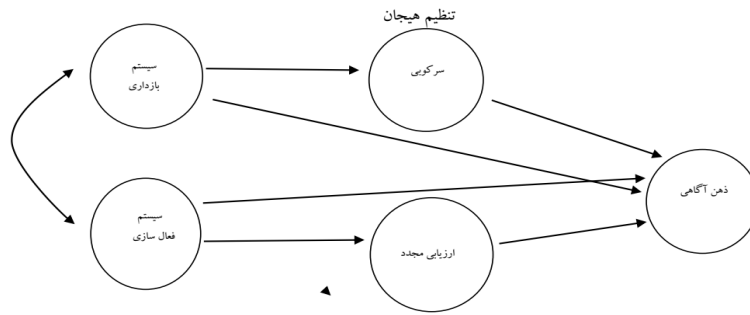 تنظیم هیجان
سیستم
بازداری
سرکوبی
ذهن آگاهی
سیستم
فعال سازی
ارزیابی مجدد